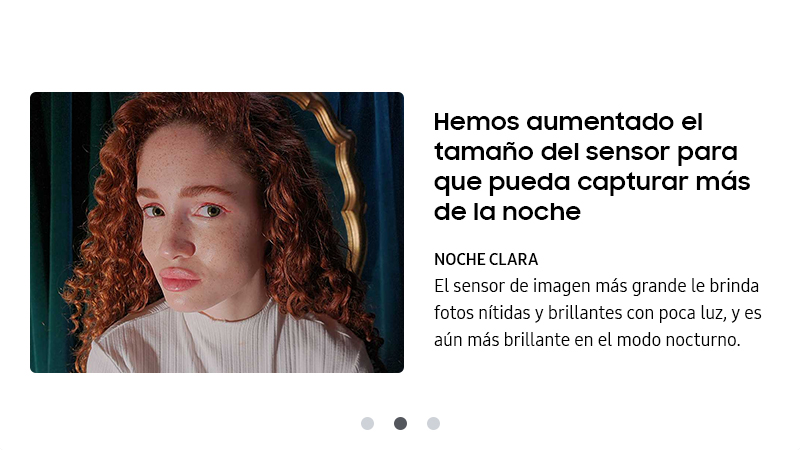 Hemos aumentado el
tamaño del sensor para
que pueda capturar más
de la noche
NOCHE CLARA
El sensor de imagen más grande le brinda
fotos nítidas y brillantes con poca luz, y es
aún más brillante en el modo nocturno.